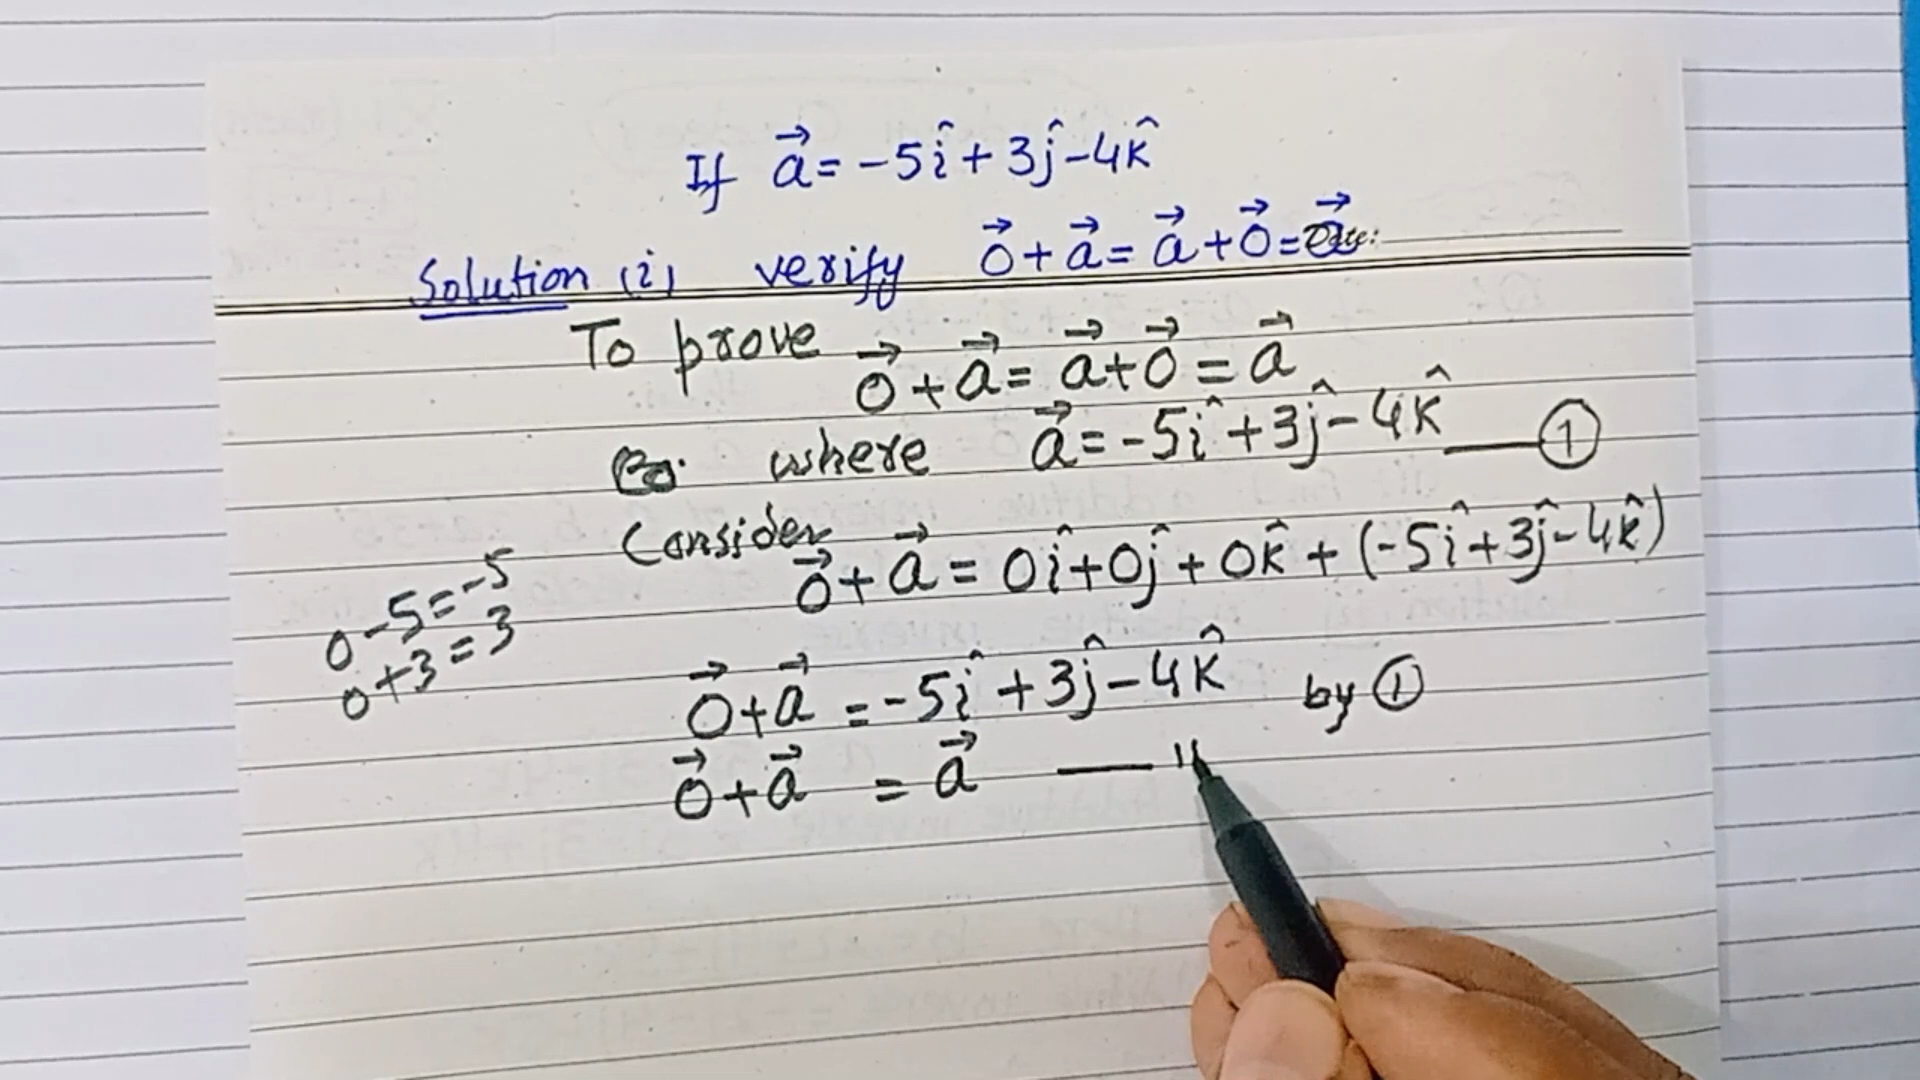 If a⃗ = -5î + 3ĵ - 4k̂
Solution (i) verify 0⃗ + a⃗ = a⃗ + 0⃗ = a⃗
Date:
To prove
0⃗ + a⃗ = a⃗ + 0⃗ = a⃗
where a⃗ = -5î + 3ĵ - 4k̂ —— ①
Consider
0⃗ + a⃗ = 0î + 0ĵ + 0k̂ + (-5î + 3ĵ - 4k̂)
0 - 5 = -5
0 + 3 = 3
0⃗ + a⃗ = -5î + 3ĵ - 4k̂ by ①
0⃗ + a⃗ = a⃗ ——